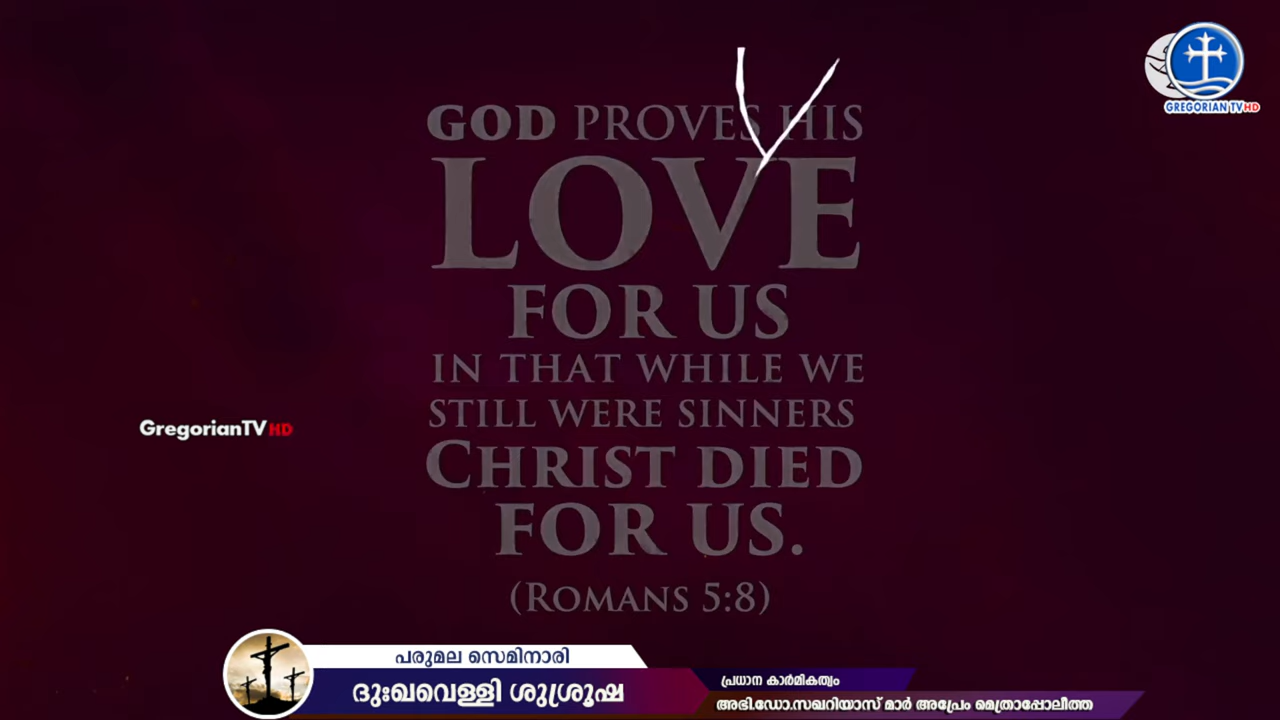 GREGORIAN TV HD
GOD PROVES HIS
LOVE
FOR US
IN THAT WHILE WE
STILL WERE SINNERS
CHRIST DIED
FOR US.
(ROMANS 5:8)
GregorianTV HD
പരുമല സെമിനാരി
ദുഃഖവെള്ളി ശുശ്രൂഷ
പ്രധാന കാർമികത്വം
അഭി.ഡോ.സഖറിയാസ് മാർ അപ്രേം മെത്രാപ്പോലീത്ത